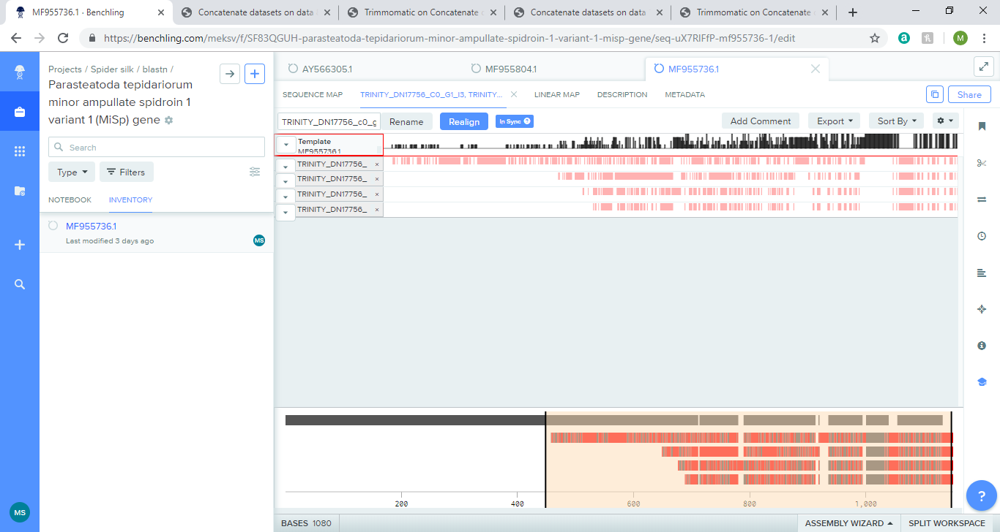 MF955736.1 · Benchling
Concatenate datasets on data
Trimmomatic on Concatenate
Concatenate datasets on data
Trimmomatic on Concatenate
https://benchling.com/meksv/f/SF83QGUH-parasteatoda-tepidariorum-minor-ampullate-spidroin-1-variant-1-misp-gene/seq-uX7RIFfP-mf955736-1/edit
M
Projects / Spider silk / blastn /
Parasteatoda tepidariorum
minor ampullate spidroin 1
variant 1 (MiSp) gene
Search
Type
Filters
NOTEBOOK INVENTORY
MF955736.1
Last modified 3 days ago
MS
MS
AY566305.1 MF955804.1 MF955736.1
SEQUENCE MAP TRINITY_DN17756_C0_G1_I3, TRINITY... LINEAR MAP DESCRIPTION METADATA
Share
TRINITY_DN17756_c0_g Rename Realign In Sync ? Add Comment Export Sort By
Template
MF955736.1
TRINITY_DN17756_ ×
TRINITY_DN17756_ ×
TRINITY_DN17756_ ×
TRINITY_DN17756_ ×
200 400 600 800 1,000
?
BASES 1080
ASSEMBLY WIZARD SPLIT WORKSPACE